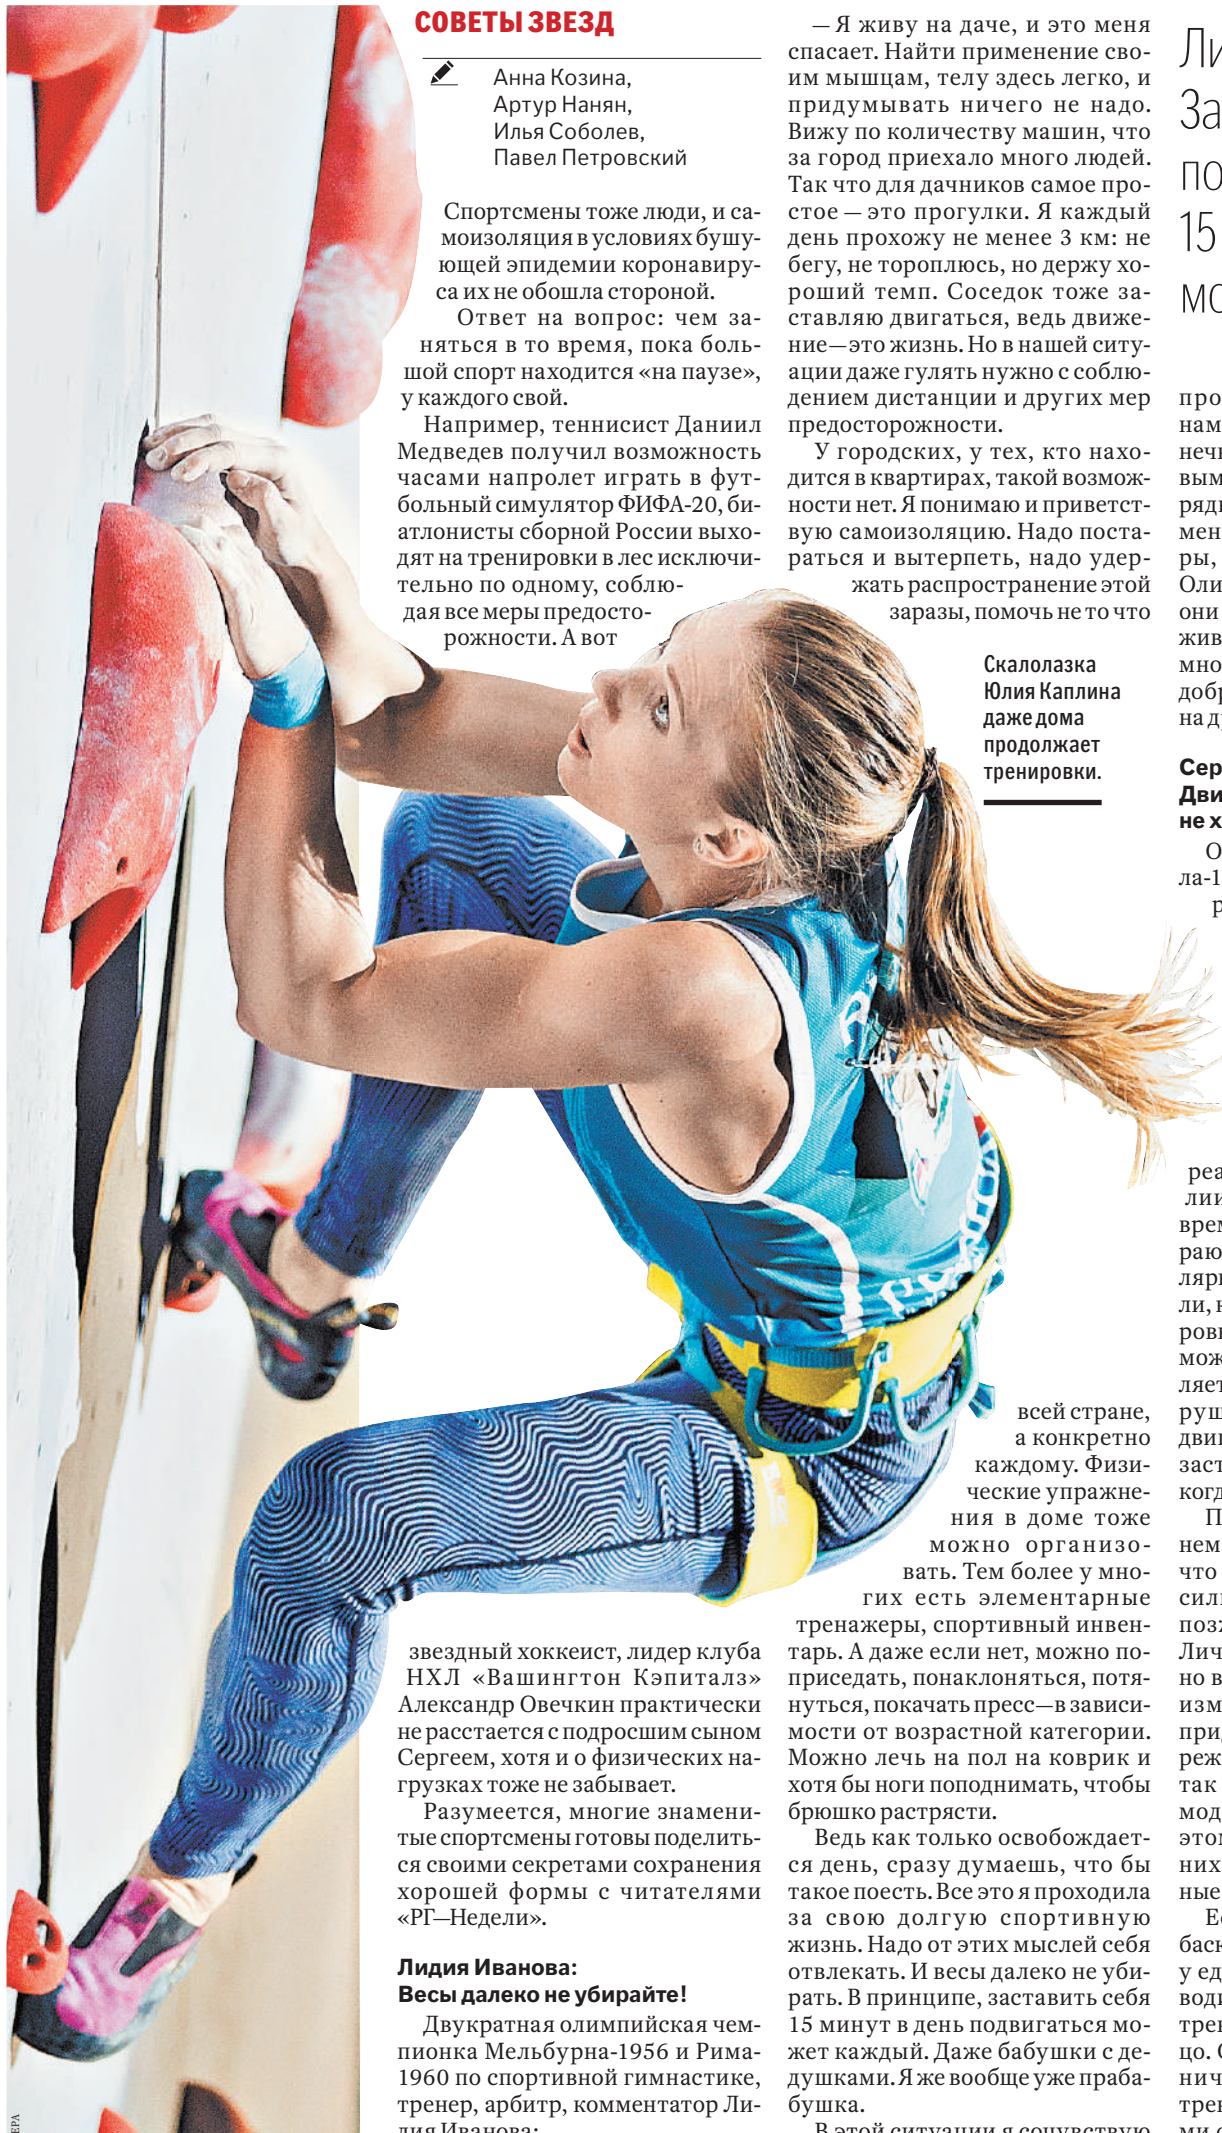 СОВЕТЫ ЗВЕЗД
Анна Козина,
Артур Нанян,
Илья Соболев,
Павел Петровский
Спортсмены тоже люди, и са-
моизоляция в условиях бушу-
ющей эпидемии коронавиру-
са их не обошла стороной.
Ответ на вопрос: чем за-
няться в то время, пока боль-
шой спорт находится «на паузе»,
у каждого свой.
Например, теннисист Даниил
Медведев получил возможность
часами напролет играть в фут-
больный симулятор ФИФА-20, би-
атлонисты сборной России выхо-
дят на тренировки в лес исключи-
тельно по одному, соблю-
дая все меры предосто-
рожности. А вот
звездный хоккеист, лидер клуба
НХЛ «Вашингтон Кэпиталз»
Александр Овечкин практически
не расстается с подросшим сыном
Сергеем, хотя и о физических на-
грузках тоже не забывает.
Разумеется, многие знамени-
тые спортсмены готовы поделить-
ся своими секретами сохранения
хорошей формы с читателями
«РГ—Недели».
Лидия Иванова:
Весы далеко не убирайте!
Двукратная олимпийская чем-
пионка Мельбурна-1956 и Рима-
1960 по спортивной гимнастике,
тренер, арбитр, комментатор Ли-
дия Иванова:
— Я живу на даче, и это меня
спасает. Найти применение сво-
им мышцам, телу здесь легко, и
придумывать ничего не надо.
Вижу по количеству машин, что
за город приехало много людей.
Так что для дачников самое про-
стое — это прогулки. Я каждый
день прохожу не менее 3 км: не
бегу, не тороплюсь, но держу хо-
роший темп. Соседок тоже за-
ставляю двигаться, ведь движе-
ние—это жизнь. Но в нашей ситу-
ации даже гулять нужно с соблю-
дением дистанции и других мер
предосторожности.
У городских, у тех, кто нахо-
дится в квартирах, такой возмож-
ности нет. Я понимаю и приветст-
вую самоизоляцию. Надо поста-
раться и вытерпеть, надо удер-
жать распространение этой
заразы, помочь не то что
Скалолазка
Юлия Каплина
даже дома
продолжает
тренировки.
всей стране,
а конкретно
каждому. Физи-
ческие упражне-
ния в доме тоже
можно организо-
вать. Тем более у мно-
гих есть элементарные
тренажеры, спортивный инвен-
тарь. А даже если нет, можно по-
приседать, понаклоняться, потя-
нуться, покачать пресс—в зависи-
мости от возрастной категории.
Можно лечь на пол на коврик и
хотя бы ноги поподнимать, чтобы
брюшко растрясти.
Ведь как только освобождает-
ся день, сразу думаешь, что бы
такое поесть. Все это я проходила
за свою долгую спортивную
жизнь. Надо от этих мыслей себя
отвлекать. И весы далеко не уби-
рать. В принципе, заставить себя
15 минут в день подвигаться мо-
жет каждый. Даже бабушки с де-
душками. Я же вообще уже праба-
бушка.
В этой ситуации я сочувствую
15
EPA